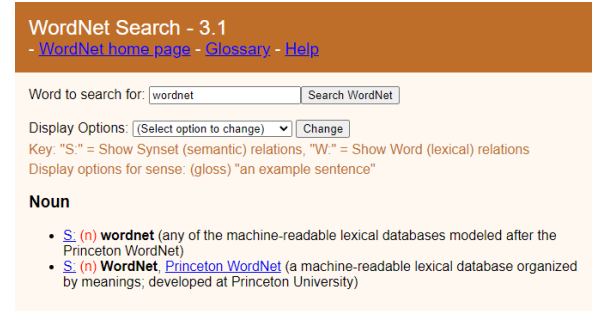 WordNet Search - 3.1
- WordNet home page - Glossary - Help
Word to search for: wordnet Search WordNet
Display Options: (Select option to change) Change
Key: "S:" = Show Synset (semantic) relations, "W:" = Show Word (lexical) relations
Display options for sense: (gloss) "an example sentence"
Noun
• S: (n) wordnet (any of the machine-readable lexical databases modeled after the
Princeton WordNet)
• S: (n) WordNet, Princeton WordNet (a machine-readable lexical database organized
by meanings; developed at Princeton University)